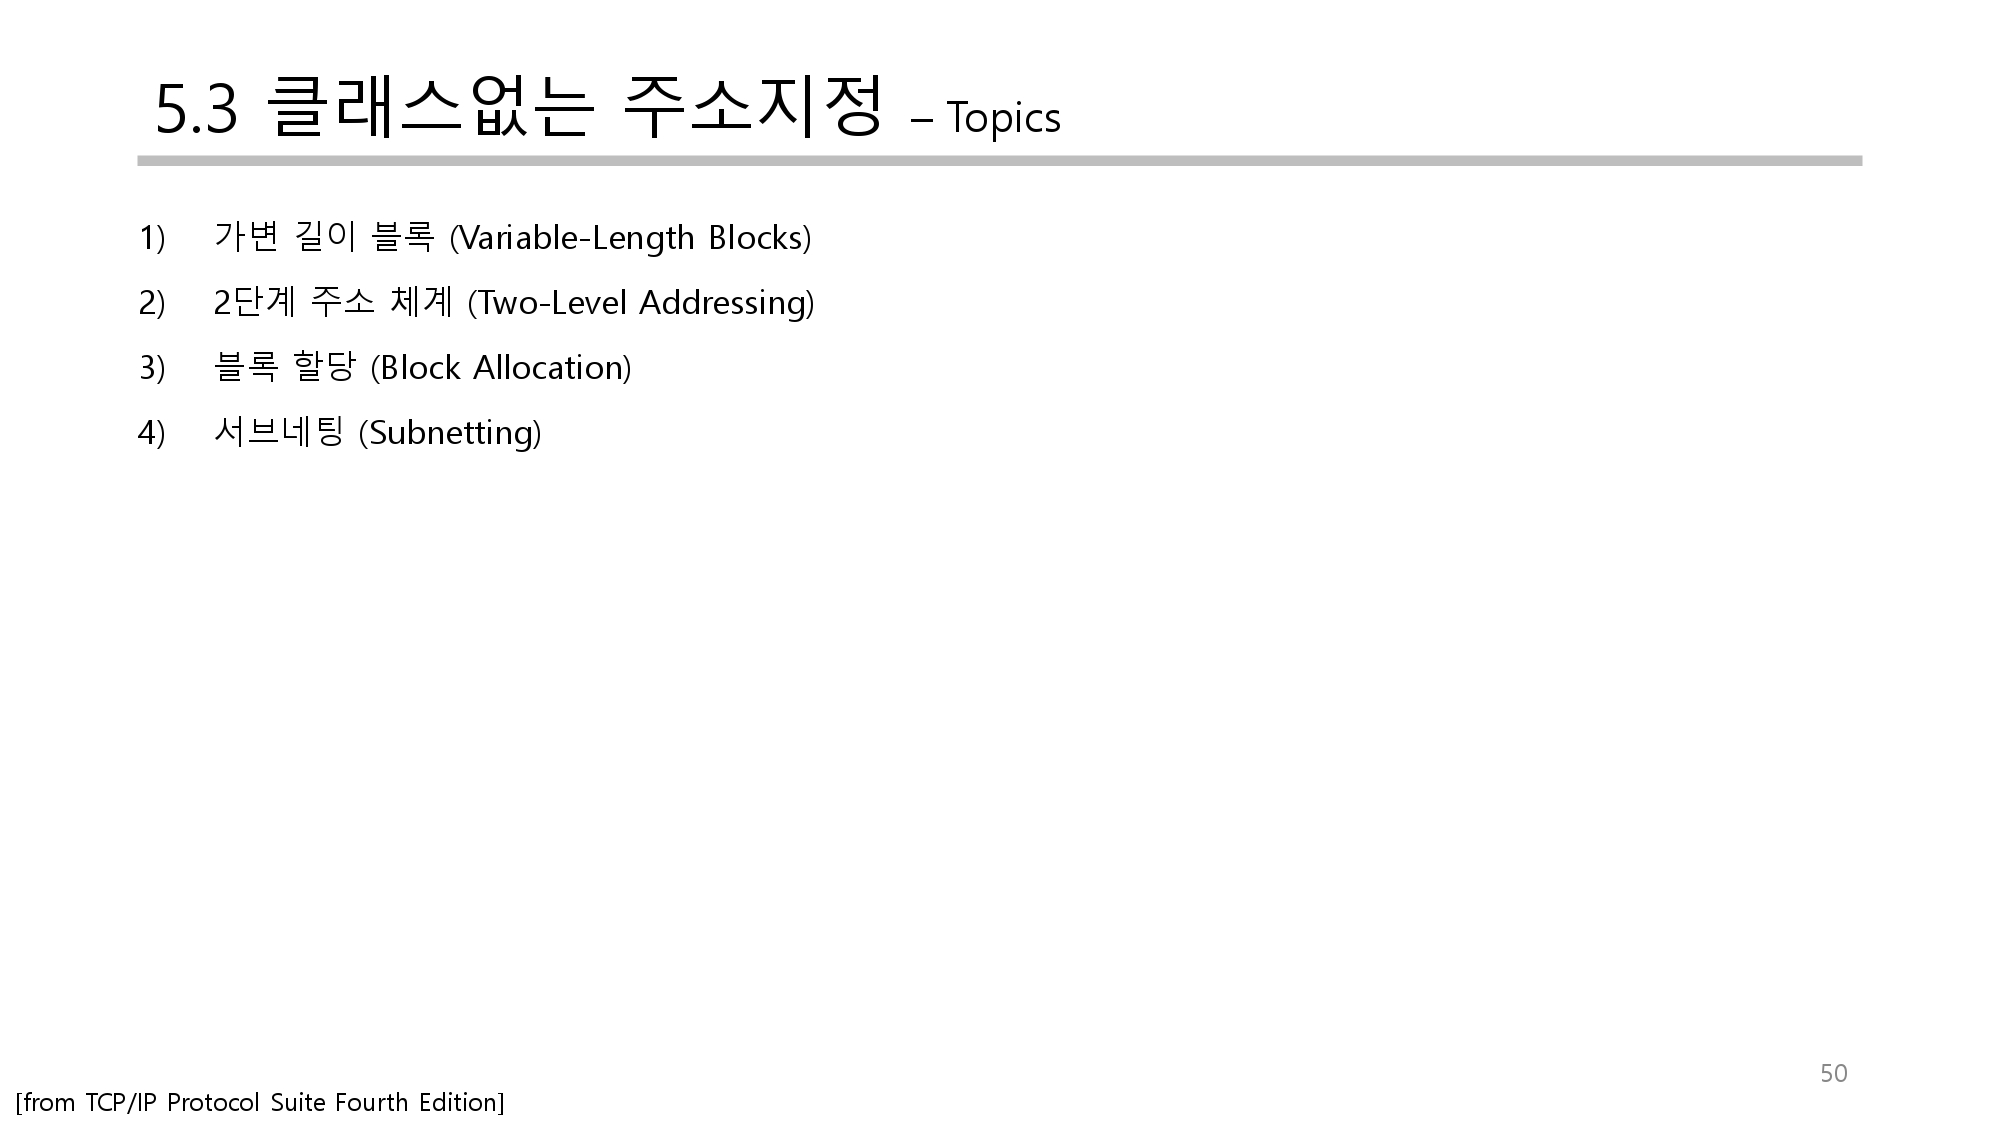 5.3 클래스없는 주소지정 – Topics
1) 가변 길이 블록 (Variable-Length Blocks)
2) 2단계 주소 체계 (Two-Level Addressing)
3) 블록 할당 (Block Allocation)
4) 서브네팅 (Subnetting)
50
[from TCP/IP Protocol Suite Fourth Edition]